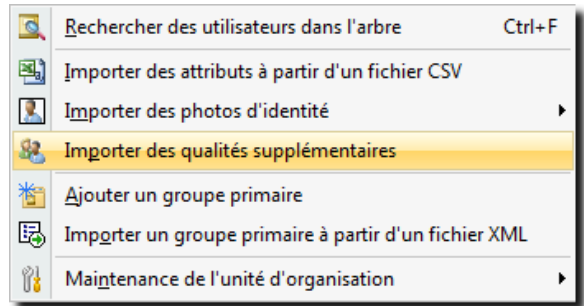 Rechercher des utilisateurs dans l'arbre Ctrl+F
Importer des attributs à partir d'un fichier CSV
Importer des photos d'identité
Importer des qualités supplémentaires
Ajouter un groupe primaire
Importer un groupe primaire à partir d'un fichier XML
Maintenance de l'unité d'organisation